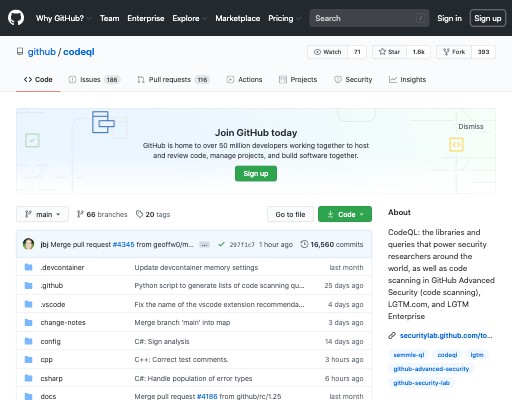 Why GitHub? Team Enterprise Explore Marketplace Pricing Search / Sign in Sign up
github / codeql Watch 71 Star 1.6k Fork 393
Code Issues 186 Pull requests 116 Actions Projects Security Insights
Join GitHub today
Dismiss
GitHub is home to over 50 million developers working together to host
and review code, manage projects, and build software together.
Sign up
main 66 branches 20 tags Go to file Code
jbj Merge pull request #4345 from geoffw0/m... ... 297f1c7 1 hour ago 16,560 commits
.devcontainer Update devcontainer memory settings last month
.github Python script to generate lists of code scanning qu... 25 days ago
.vscode Fix the name of the vscode extension recommenda... 4 days ago
change-notes Merge branch 'main' into map 3 days ago
config C#: Sign analysis 14 days ago
cpp C++: Correct test comments. 3 hours ago
csharp C#: Handle population of error types 6 hours ago
docs Merge pull request #4186 from github/rc/1.25 last month
About
CodeQL: the libraries and
queries that power security
researchers around the
world, as well as code
scanning in GitHub Advanced
Security (code scanning),
LGTM.com, and LGTM
Enterprise
securitylab.github.com/to...
semmle-ql codeql lgtm
github-advanced-security
github-security-lab